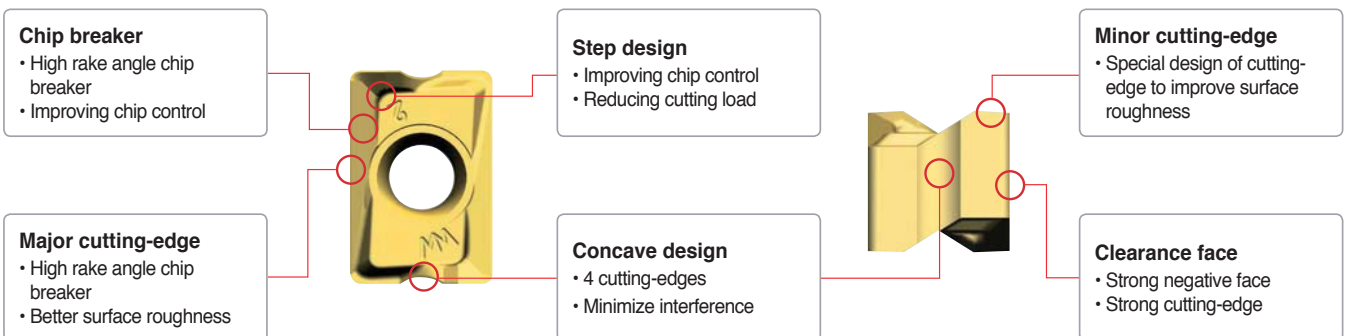 Chip breaker
• High rake angle chip
breaker
• Improving chip control
Step design
• Improving chip control
• Reducing cutting load
Minor cutting-edge
• Special design of cutting-
edge to improve surface
roughness
Major cutting-edge
• High rake angle chip
breaker
• Better surface roughness
Concave design
• 4 cutting-edges
• Minimize interference
Clearance face
• Strong negative face
• Strong cutting-edge
2
MM